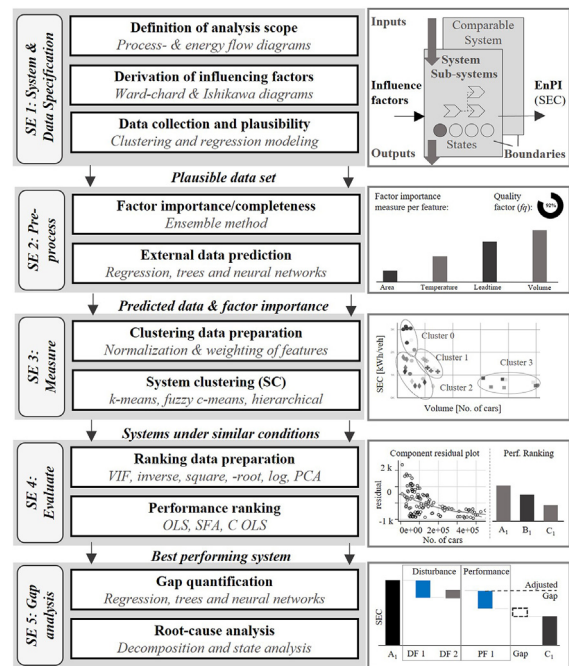 SE 1: System &
Data Specification
Definition of analysis scope
Process- & energy flow diagrams
Derivation of influencing factors
Ward-chard & Ishikawa diagrams
Data collection and plausibility
Clustering and regression modeling
Inputs
Comparable
System
System
Sub-systems
Influence
factors
EnPI
(SEC)
Outputs
States
Boundaries
Plausible data set
SE 2: Pre-
process
Factor importance/completeness
Ensemble method
External data prediction
Regression, trees and neural networks
Factor importance
measure per feature:
Quality
factor (fq):
92%
Area
Temperature
Leadtime
Volume
Predicted data & factor importance
SE 3:
Measure
Clustering data preparation
Normalization & weighting of features
System clustering (SC)
k-means, fuzzy c-means, hierarchical
SEC [kWh/veh]
Cluster 0
Cluster 1
Cluster 3
Cluster 2
Volume [No. of cars]
Systems under similar conditions
SE 4:
Evaluate
Ranking data preparation
VIF, inverse, square, -root, log, PCA
Performance ranking
OLS, SFA, C OLS
Component residual plot
Perf. Ranking
residual
2 k
0
-1 k
0e+00
2e+05
4e+05
No. of cars
A1
B1
C1
Best performing system
SE 5: Gap
analysis
Gap quantification
Regression, trees and neural networks
Root-cause analysis
Decomposition and state analysis
SEC
Disturbance
Performance
Adjusted
Gap
A1
DF 1
DF 2
PF 1
Gap
C1